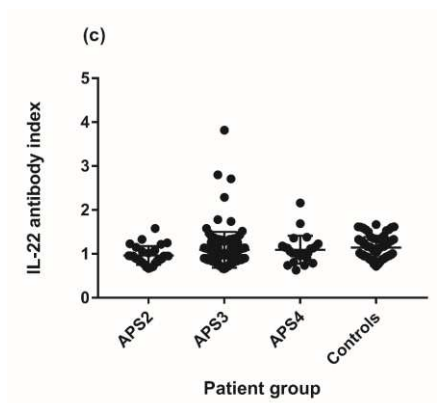 (c)
IL-22 antibody index
5
4
3
2
1
0
APS2
APS3
APS4
Controls
Patient group